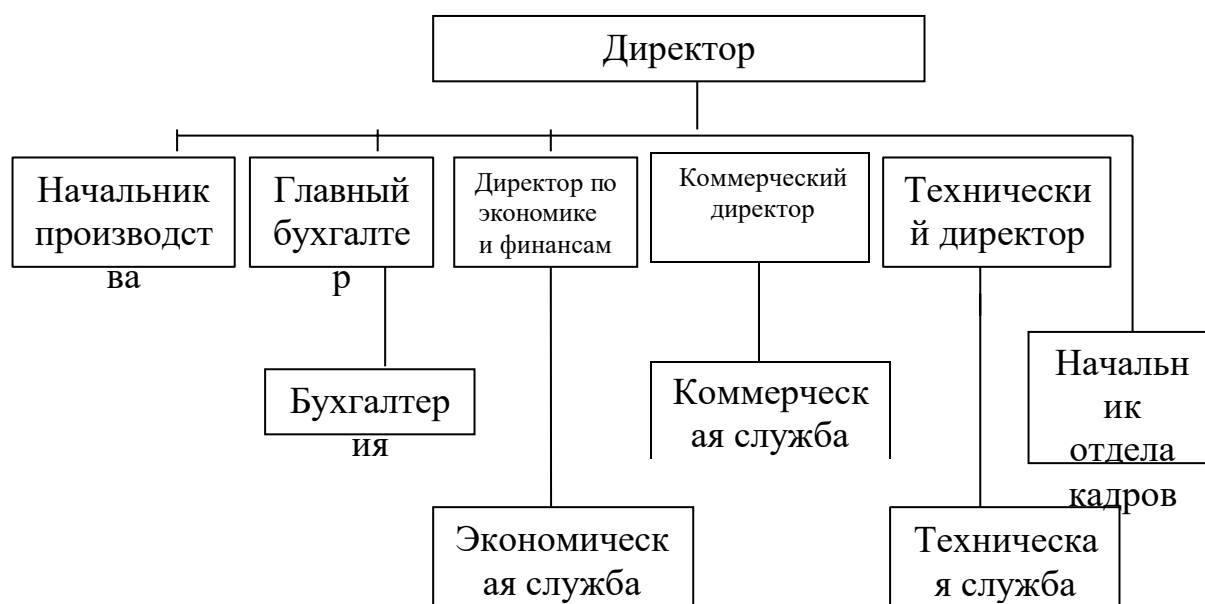 Директор
Начальник
производст
ва
Главный
бухгалте
р
Директор по
экономике
и финансам
Коммерческий
директор
Технически
й директор
Бухгалтер
ия
Коммерческ
ая служба
Начальн
ик
отдела
кадров
Экономическ
ая служба
Техническа
я служба